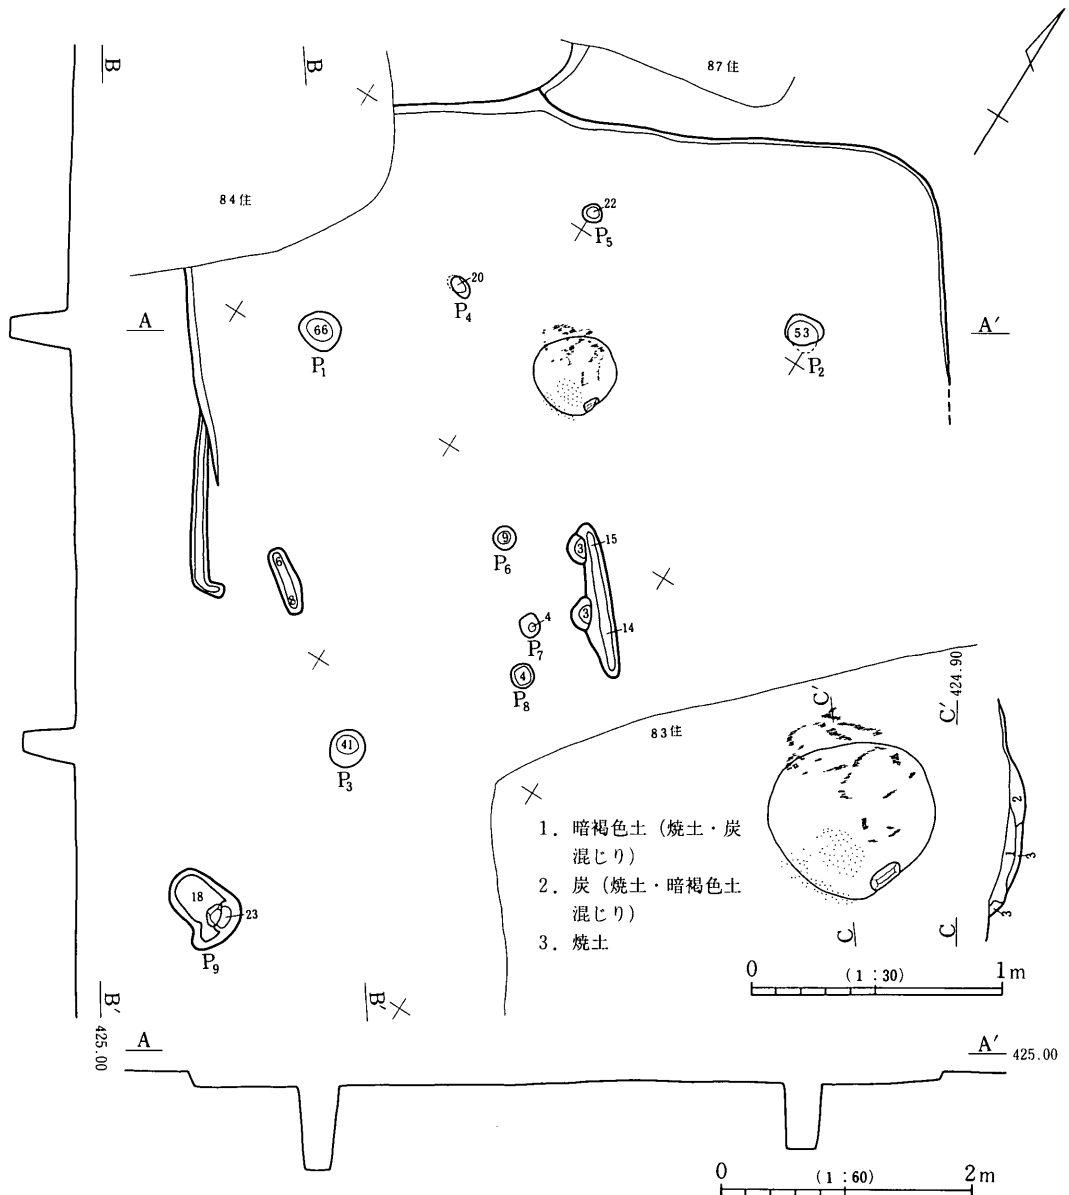 B
B
87住
84住
22
P5
20
P4
A
66
P1
53
P2
A′
9
P6
3
15
6
8
3
4
P7
14
4
P8
41
P3
83住
C′
C′
424.90
1. 暗褐色土（焼土・炭
混じり）
2. 炭（焼土・暗褐色土
混じり）
3. 焼土
2
1
3
3
C
C
18
23
P9
0 （1：30） 1m
B′
B′
425.00
A
A′
425.00
0 （1：60） 2m